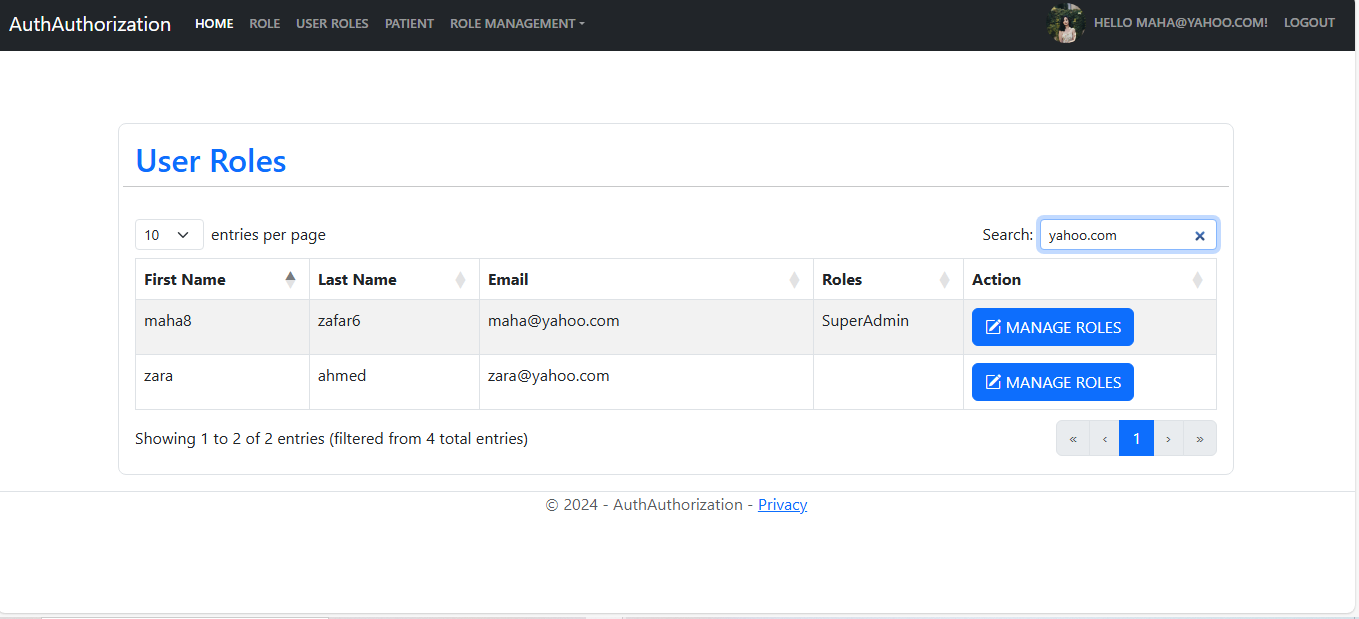 AuthAuthorization HOME ROLE USER ROLES PATIENT ROLE MANAGEMENT HELLO MAHA@YAHOO.COM! LOGOUT
User Roles
10 entries per page Search: yahoo.com
First Name Last Name Email Roles Action
maha8 zafar6 maha@yahoo.com SuperAdmin MANAGE ROLES
zara ahmed zara@yahoo.com MANAGE ROLES
Showing 1 to 2 of 2 entries (filtered from 4 total entries) « ‹ 1 › »
© 2024 - AuthAuthorization - Privacy